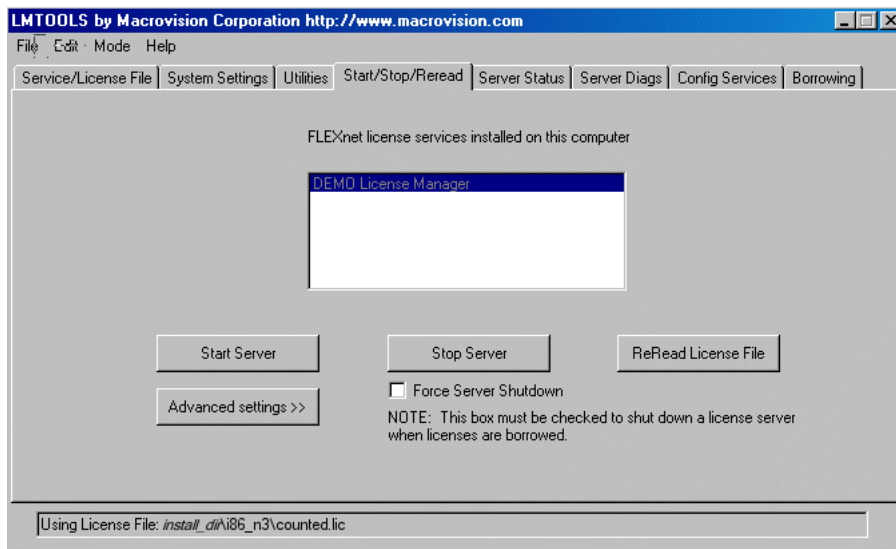 LMTOOLS by Macrovision Corporation http://www.macrovision.com
File Edit Mode Help
Service/License File System Settings Utilities Start/Stop/Reread Server Status Server Diags Config Services Borrowing
FLEXnet license services installed on this computer
DEMO License Manager
Start Server Stop Server ReRead License File
Force Server Shutdown
Advanced settings >>
NOTE: This box must be checked to shut down a license server
when licenses are borrowed.
Using License File: install_dir\i86_n3\counted.lic